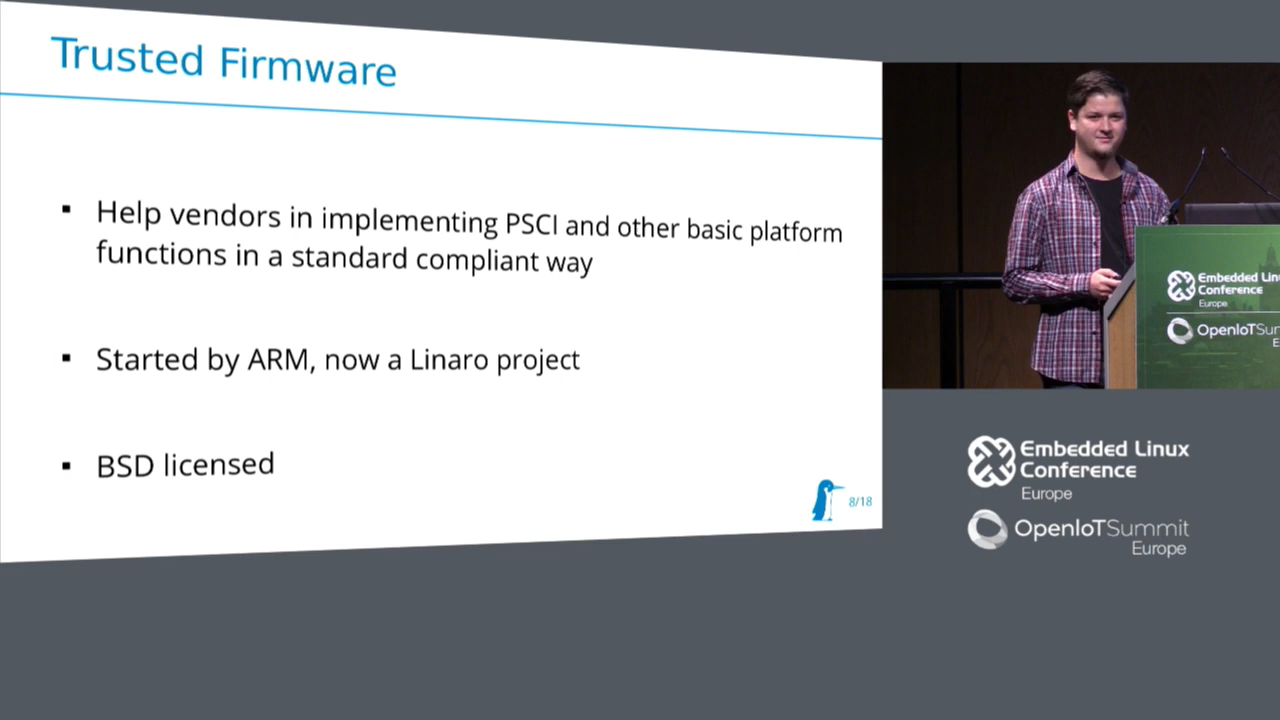 Trusted Firmware
▪ Help vendors in implementing PSCI and other basic platform
functions in a standard compliant way
▪ Started by ARM, now a Linaro project
▪ BSD licensed
8/18
Embedded Lin
Conference
Europe
OpenIoTSum
E
Embedded Linux
Conference
Europe
OpenIoTSummit
Europe